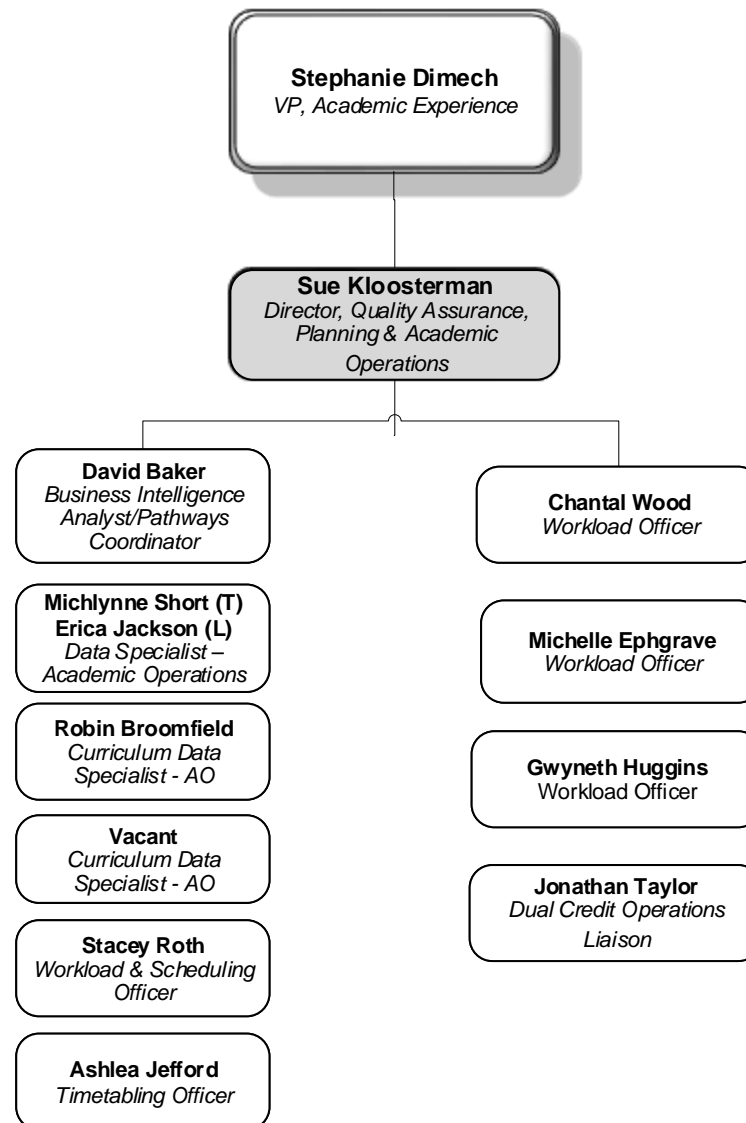 Stephanie Dimech
VP, Academic Experience
Sue Kloosterman
Director, Quality Assurance,
Planning & Academic
Operations
David Baker
Business Intelligence
Analyst/Pathways
Coordinator
Michlynne Short (T)
Erica Jackson (L)
Data Specialist –
Academic Operations
Robin Broomfield
Curriculum Data
Specialist - AO
Vacant
Curriculum Data
Specialist - AO
Stacey Roth
Workload & Scheduling
Officer
Ashlea Jefford
Timetabling Officer
Chantal Wood
Workload Officer
Michelle Ephgrave
Workload Officer
Gwyneth Huggins
Workload Officer
Jonathan Taylor
Dual Credit Operations
Liaison